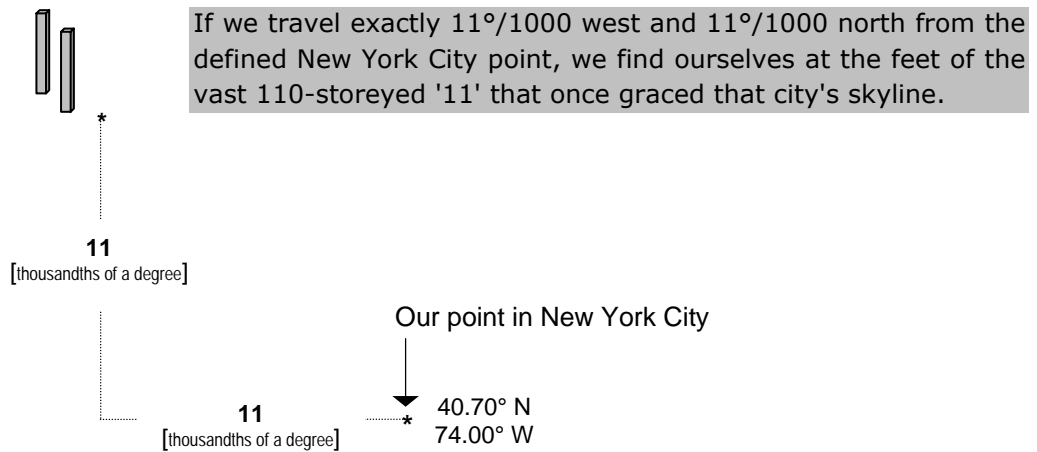 If we travel exactly 11°/1000 west and 11°/1000 north from the
defined New York City point, we find ourselves at the feet of the
vast 110-storeyed '11' that once graced that city's skyline.
*
11
[thousandths of a degree]
Our point in New York City
11
[thousandths of a degree]
*
40.70° N
74.00° W